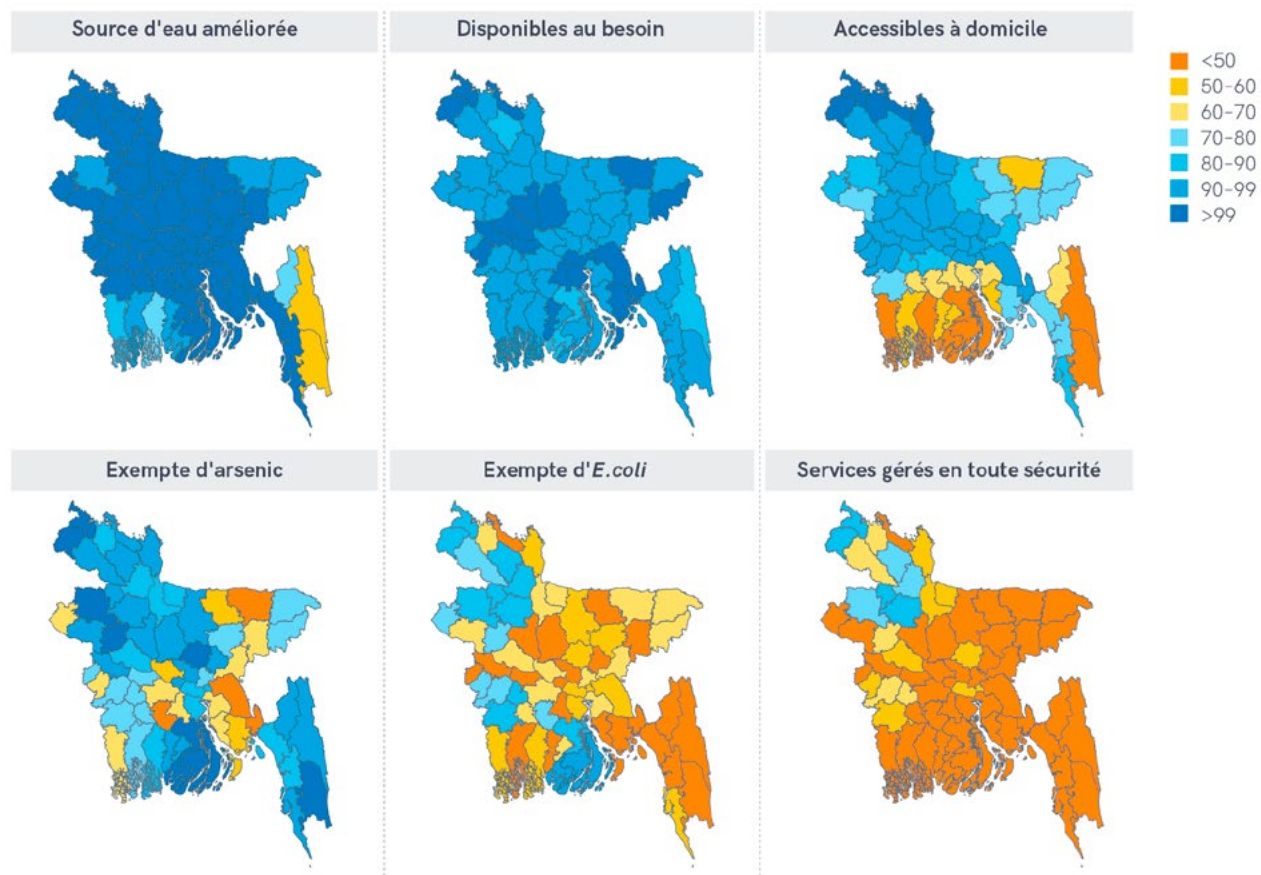 Source d'eau améliorée
Disponibles au besoin
Accessibles à domicile
<50
50-60
60-70
70-80
80-90
90-99
>99
Exempte d'arsenic
Exempte d'E.coli
Services gérés en toute sécurité